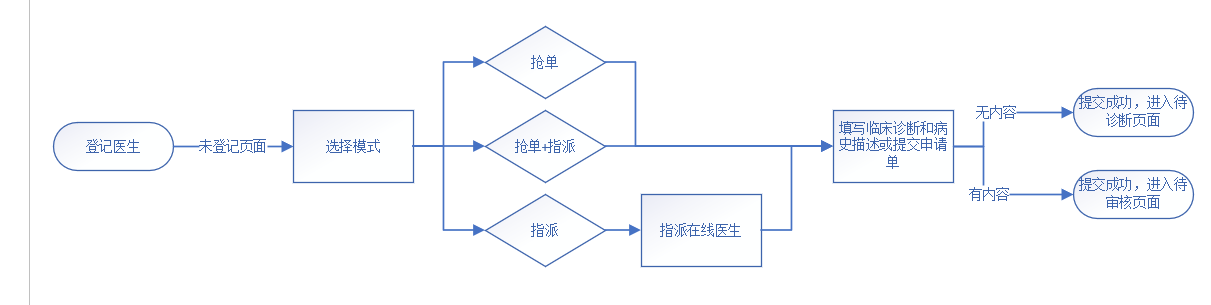 登记医生
未登记页面
选择模式
抢单
抢单+指派
指派
指派在线医生
填写临床诊断和病
史描述或提交申请
单
无内容
有内容
提交成功，进入待
诊断页面
提交成功，进入待
审核页面